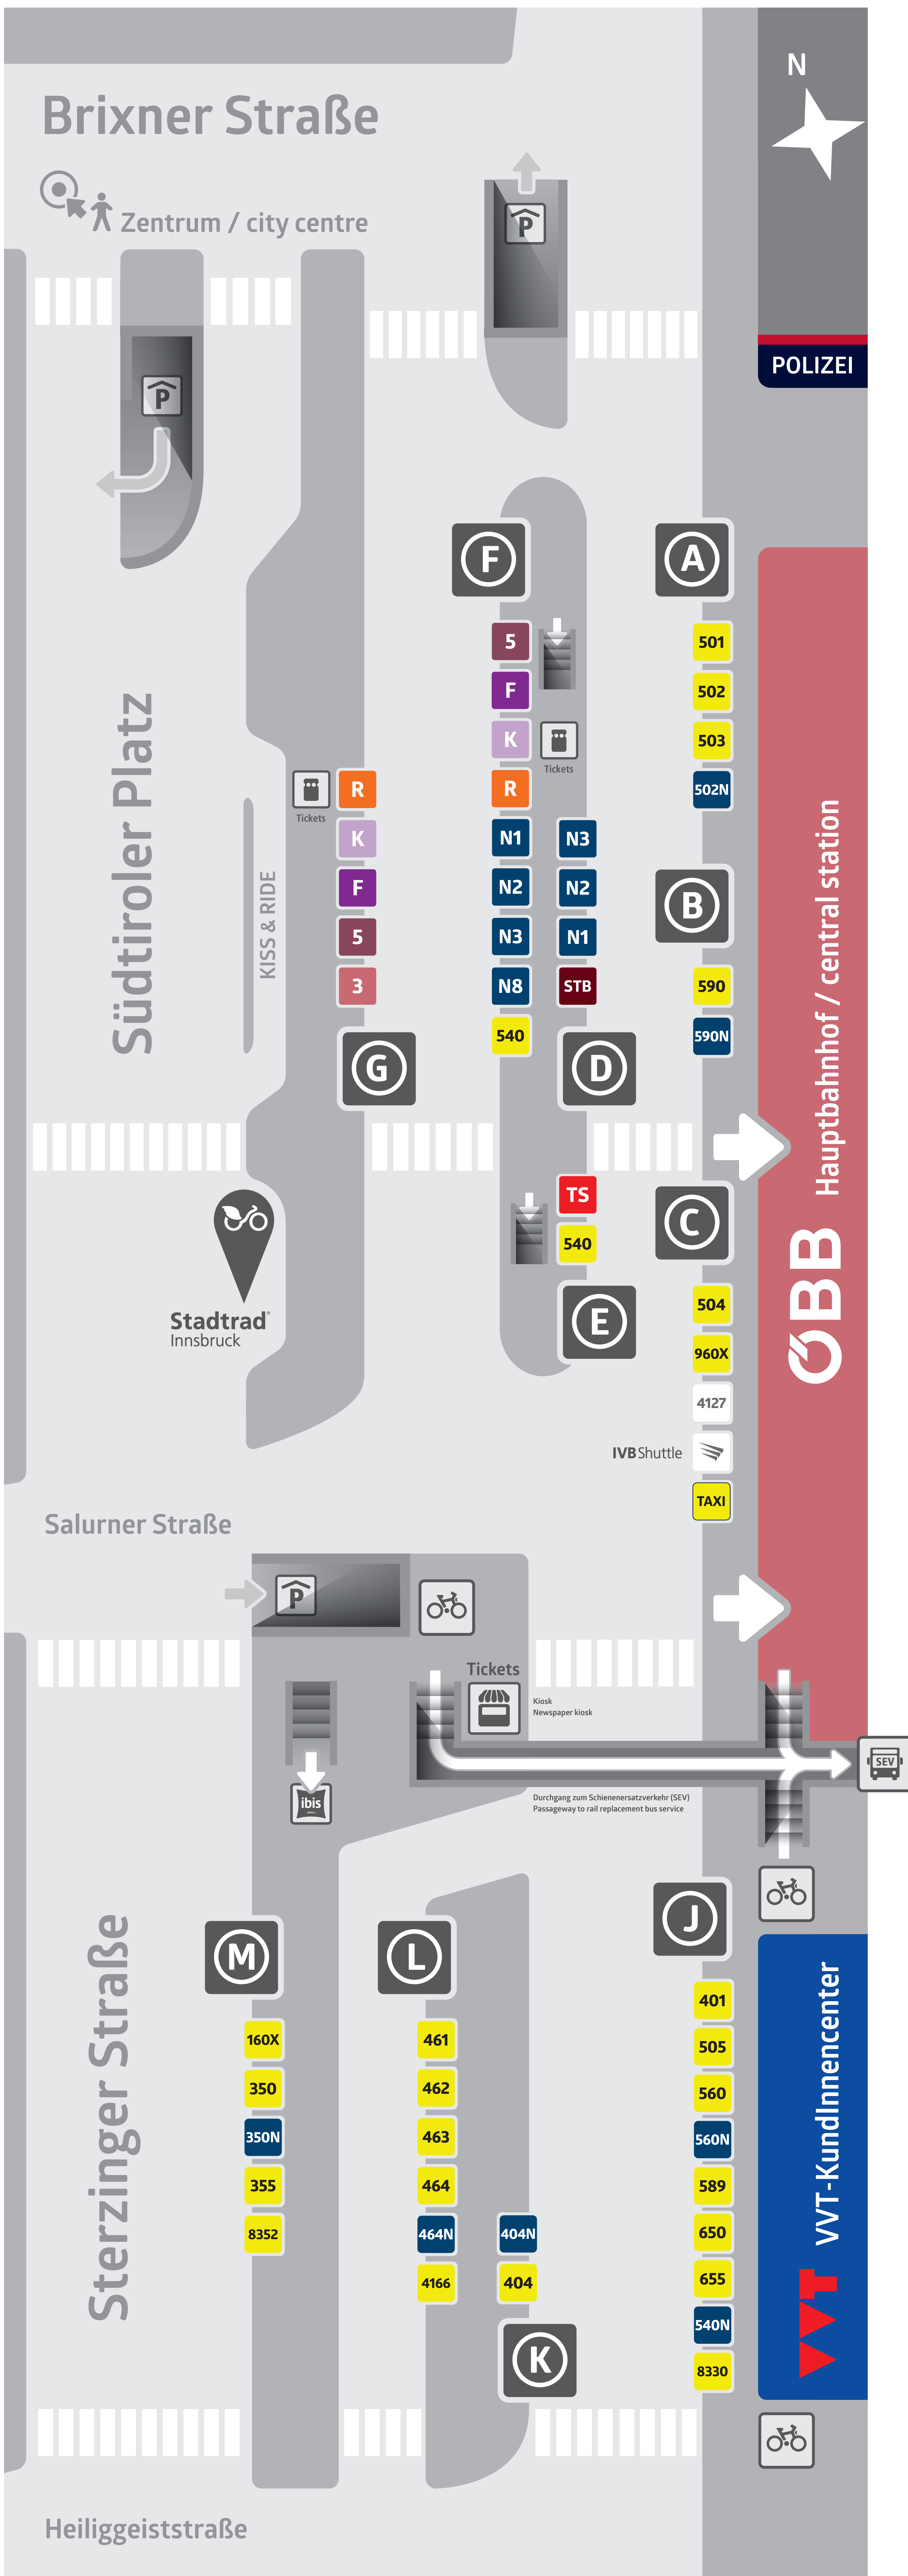 N
Brixner Straße
Zentrum / city centre
P
P
POLIZEI
Südtiroler Platz
KISS & RIDE
F
5
F
K
R
N1
N2
N3
N8
540
Tickets
N3
N2
N1
STB
D
A
501
502
503
502N
B
590
590N
Tickets
R
K
F
5
3
G
Hauptbahnhof / central station
ÖBB
TS
540
E
C
504
960X
4127
IVB Shuttle
TAXI
Stadtrad®
Innsbruck
Salurner Straße
P
Tickets
Kiosk
Newspaper kiosk
SEV
ibis
Durchgang zum Schienenersatzverkehr (SEV)
Passageway to rail replacement bus service
Sterzinger Straße
M
160X
350
350N
355
8352
L
461
462
463
464
464N
4166
404N
404
K
J
401
505
560
560N
589
650
655
540N
8330
VVT-KundInnencenter
VVT
Heiliggeiststraße